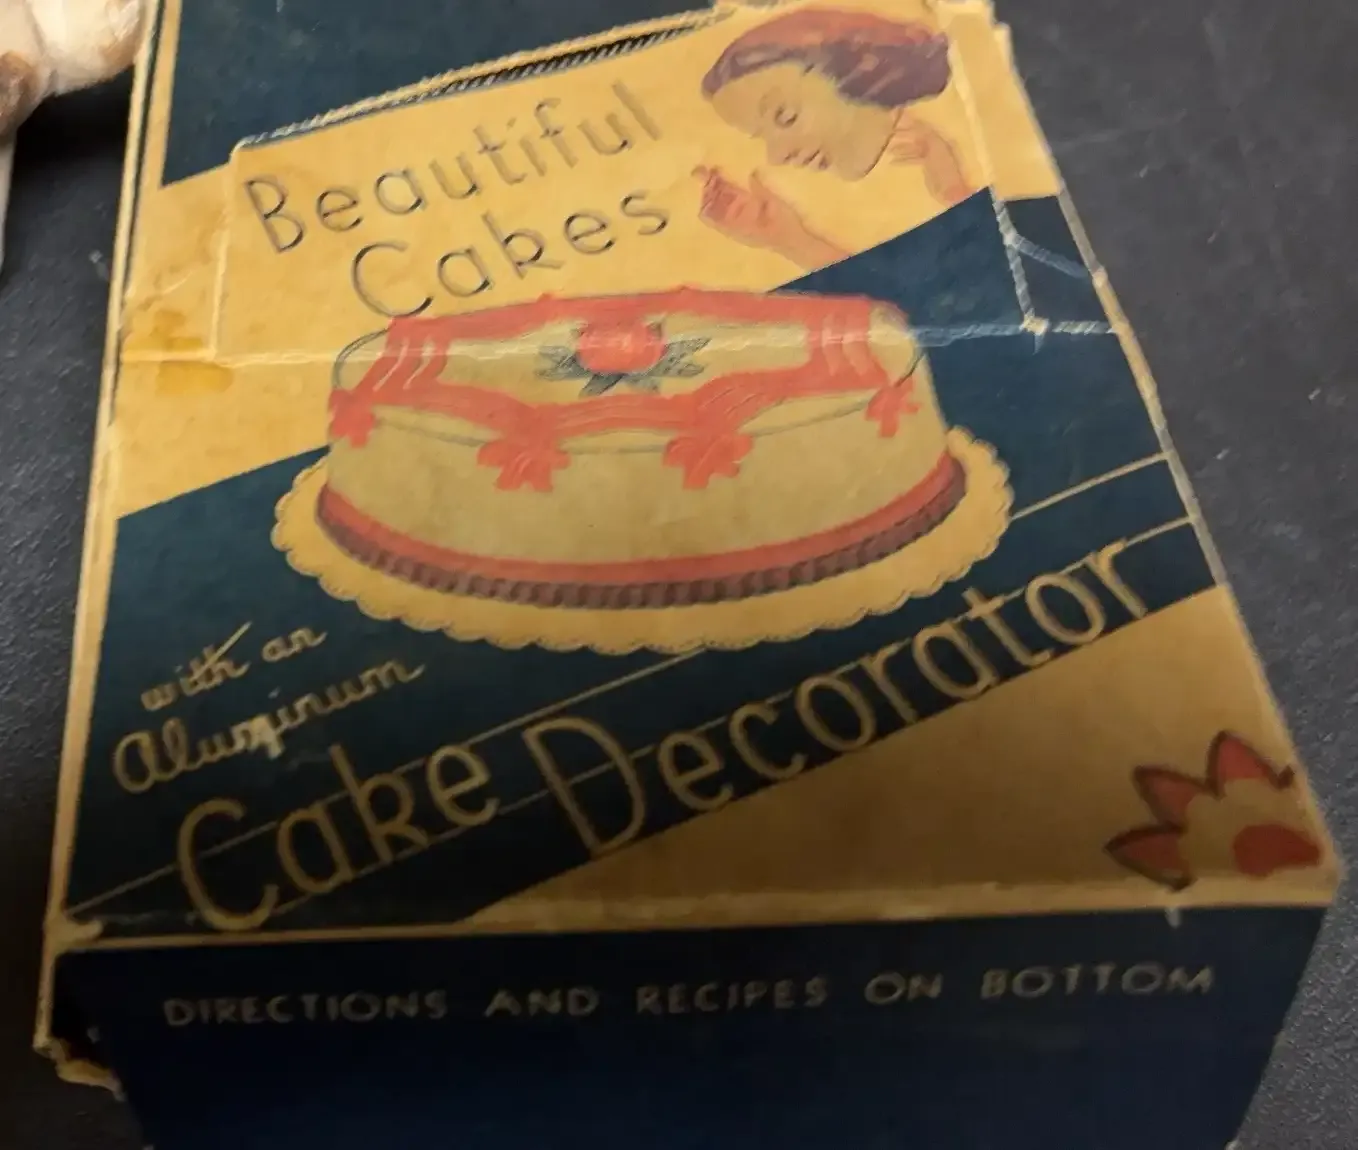 Beautiful
Cakes
with an
Aluminum
Cake Decorator
DIRECTIONS AND RECIPES ON BOTTOM